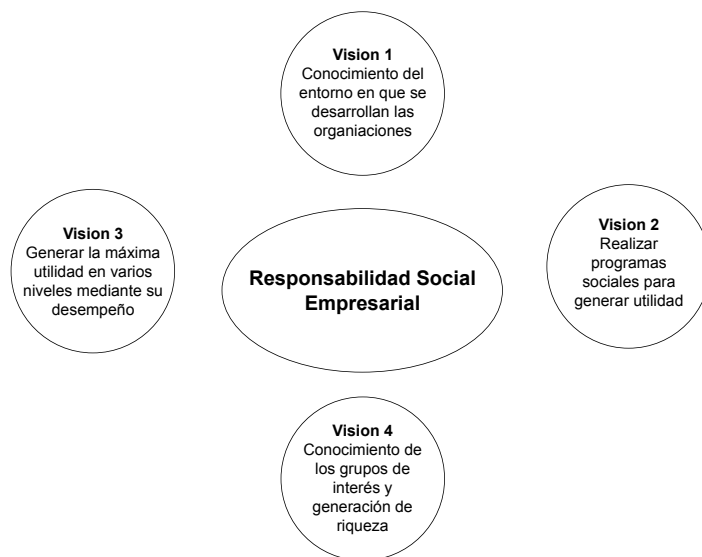 Vision 1
Conocimiento del
entorno en que se
desarrollan las
organiaciones
Vision 3
Generar la máxima
utilidad en varios
niveles mediante su
desempeño
Responsabilidad Social
Empresarial
Vision 2
Realizar
programas
sociales para
generar utilidad
Vision 4
Conocimiento de
los grupos de
interés y
generación de
riqueza